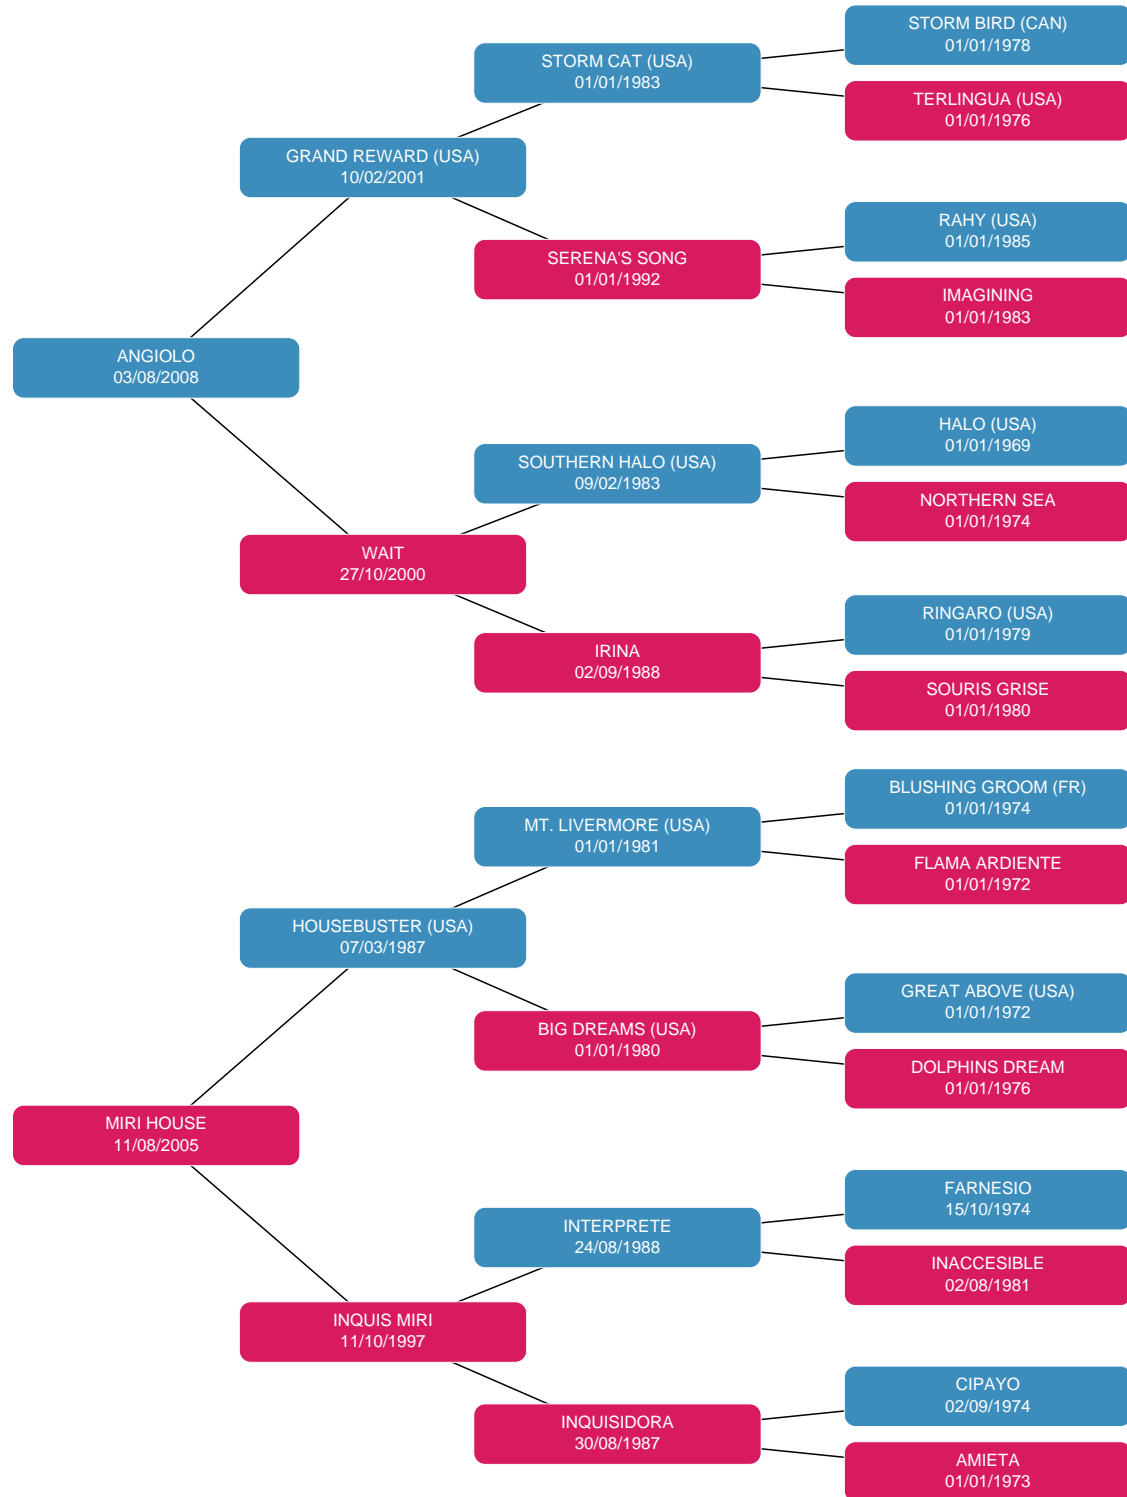 STORM BIRD (CAN)
01/01/1978
STORM CAT (USA)
01/01/1983
TERLINGUA (USA)
01/01/1976
GRAND REWARD (USA)
10/02/2001
RAHY (USA)
01/01/1985
SERENA'S SONG
01/01/1992
IMAGINING
01/01/1983
ANGIOLO
03/08/2008
HALO (USA)
01/01/1969
SOUTHERN HALO (USA)
09/02/1983
NORTHERN SEA
01/01/1974
WAIT
27/10/2000
RINGARO (USA)
01/01/1979
IRINA
02/09/1988
SOURIS GRISE
01/01/1980
BLUSHING GROOM (FR)
01/01/1974
MT. LIVERMORE (USA)
01/01/1981
FLAMA ARDIENTE
01/01/1972
HOUSEBUSTER (USA)
07/03/1987
GREAT ABOVE (USA)
01/01/1972
BIG DREAMS (USA)
01/01/1980
DOLPHINS DREAM
01/01/1976
MIRI HOUSE
11/08/2005
FARNESIO
15/10/1974
INTERPRETE
24/08/1988
INACCESIBLE
02/08/1981
INQUIS MIRI
11/10/1997
CIPAYO
02/09/1974
INQUISIDORA
30/08/1987
AMIETA
01/01/1973